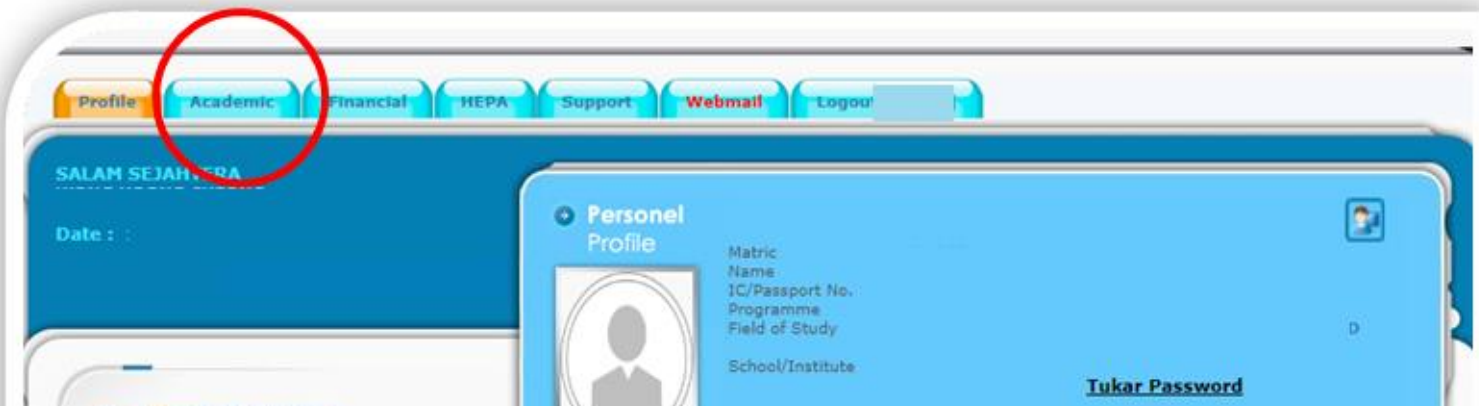 Profile Academic Financial HEPA Support Webmail Logout
SALAM SEJAHTERA
Date : :
Personel
Profile
Matric
Name
IC/Passport No.
Programme
Field of Study
D
School/Institute
Tukar Password